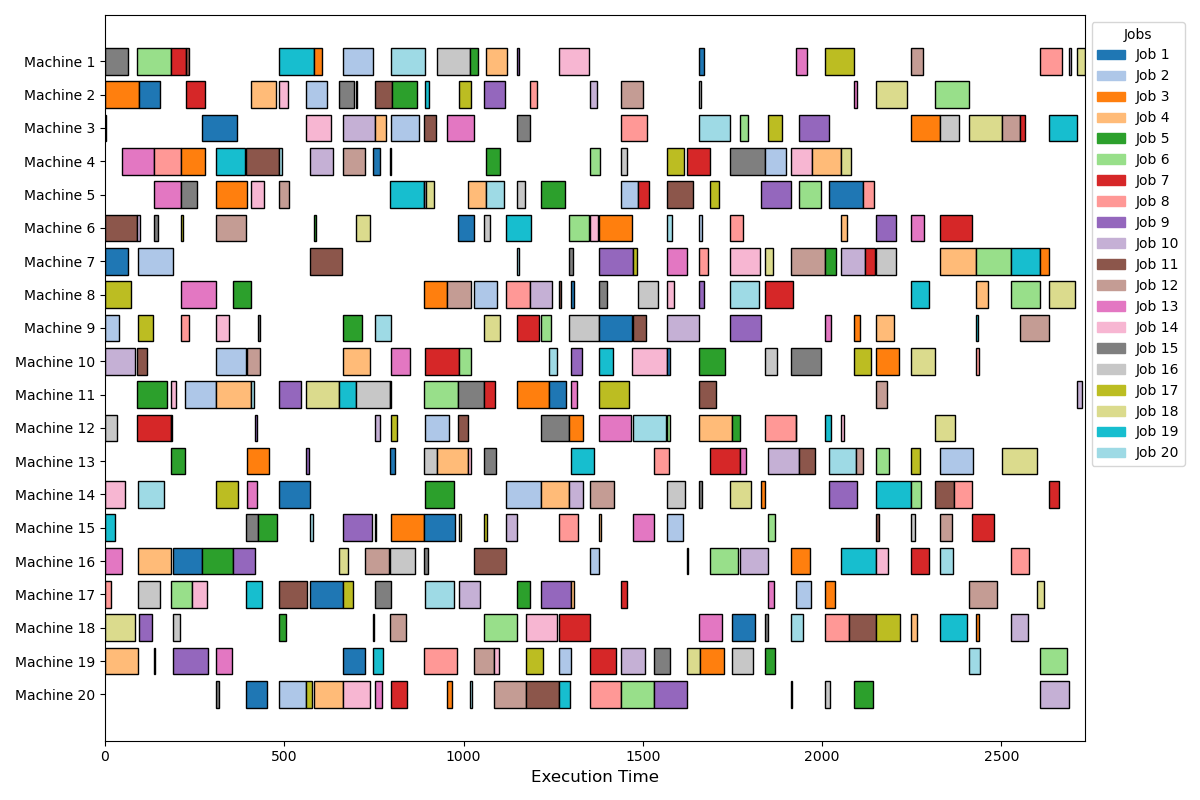 Machine 1
Machine 2
Machine 3
Machine 4
Machine 5
Machine 6
Machine 7
Machine 8
Machine 9
Machine 10
Machine 11
Machine 12
Machine 13
Machine 14
Machine 15
Machine 16
Machine 17
Machine 18
Machine 19
Machine 20
0 500 1000 1500 2000 2500
Execution Time
Jobs
Job 1
Job 2
Job 3
Job 4
Job 5
Job 6
Job 7
Job 8
Job 9
Job 10
Job 11
Job 12
Job 13
Job 14
Job 15
Job 16
Job 17
Job 18
Job 19
Job 20